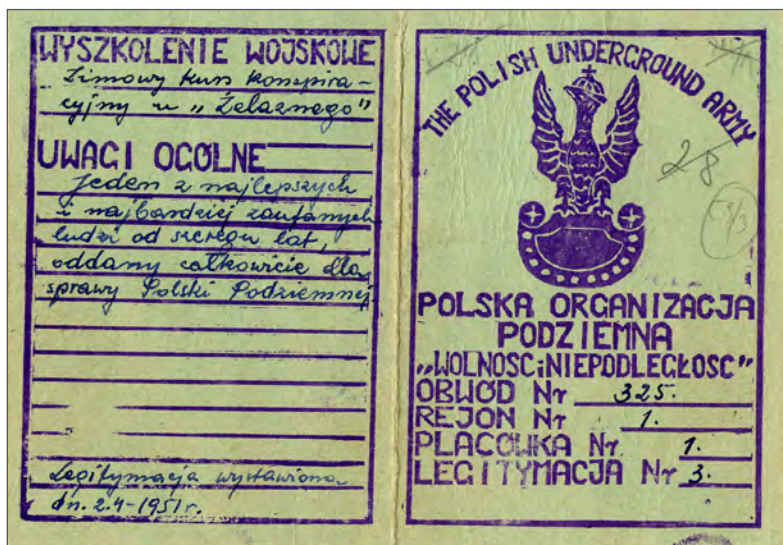 WYSZKOLENIE WOJSKOWE
Zimowy kurs konspira-
cyjny u „Żelaznego"
UWAGI OGÓLNE
Jeden z najlepszych
i najbardziej zaufanych
ludzi od szeregu lat,
oddany całkowicie dla
sprawy Polski Podziemnej
Legitymacja wystawiona
dn. 2.4-1951r.
THE POLISH UNDERGROUND ARMY
28
POLSKA ORGANIZACJA
PODZIEMNA
„WOLNOSC i NIEPODLEGŁOSC"
OBWÓD Nr 325.
REJON Nr 1.
PLACÓWKA Nr 1.
LEGITYMACJA Nr 3.